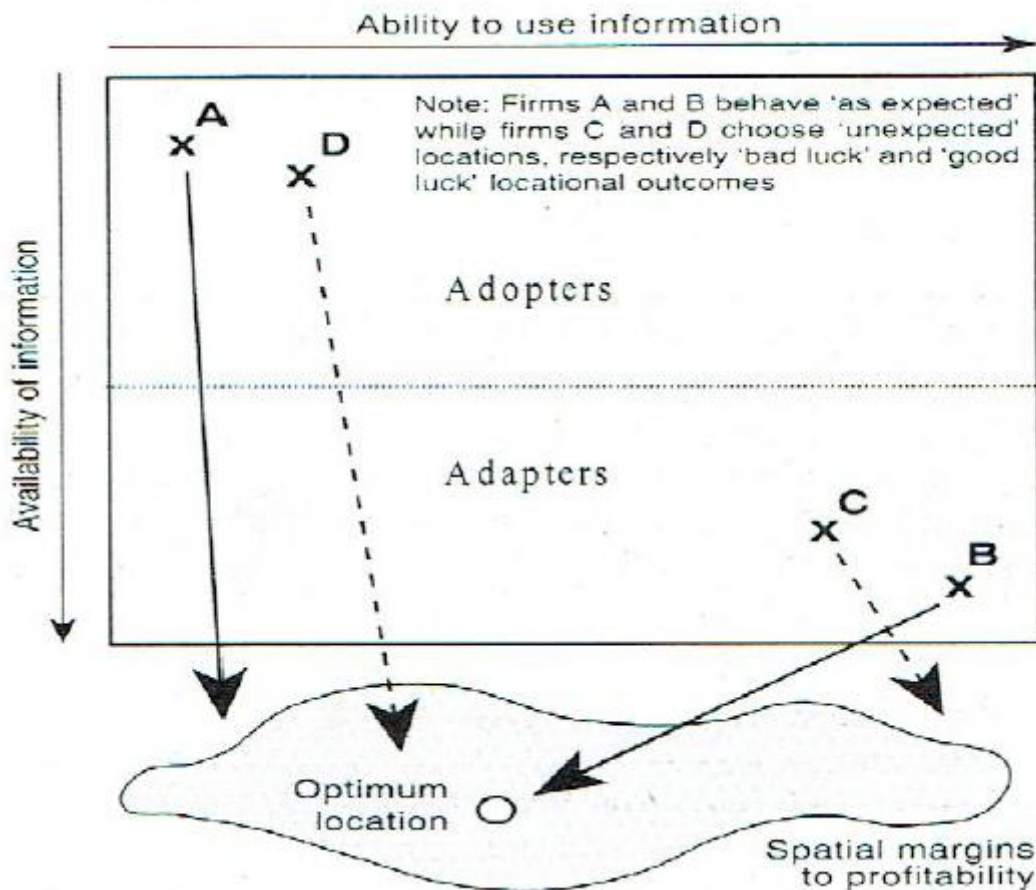 Ability to use information
Note: Firms A and B behave 'as expected'
while firms C and D choose 'unexpected'
locations, respectively 'bad luck' and 'good
luck' locational outcomes
A
D
Availability of information
Adopters
Adapters
C
B
Optimum
location
Spatial margins
to profitability